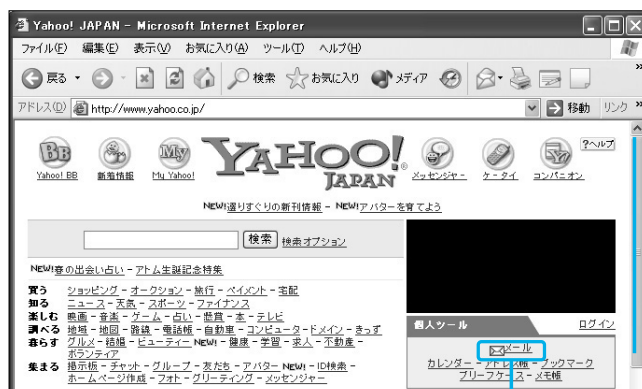 Yahoo! JAPAN - Microsoft Internet Explorer
ファイル(F) 編集(E) 表示(V) お気に入り(A) ツール(T) ヘルプ(H)
戻る 検索 お気に入り メディア »
アドレス(D) http://www.yahoo.co.jp/ 移動 リンク »
BB My YAHOO! JAPAN ?ヘルプ
Yahoo! BB 新着情報 My Yahoo! メッセンジャー ケータイ コンパニオン
NEW!選りすぐりの新刊情報 - NEW!アバターを育てよう
検索 検索オプション
NEW!春の出会い占い - アトム生誕記念特集
買う ショッピング - オークション - 旅行 - ペイメント - 宅配
知る ニュース - 天気 - スポーツ - ファイナンス
楽しむ 映画 - 音楽 - ゲーム - 占い - 懸賞 - 本 - テレビ
調べる 地域 - 地図 - 路線 - 電話帳 - 自動車 - コンピュータ - ドメイン - きっず
暮らす グルメ - 結婚 - ビューティー NEW! - 健康 - 学習 - 求人 - 不動産 -
ボランティア
集まる 掲示板 - チャット - グループ - 友だち - アバター NEW! - ID検索 -
ホームページ作成 - フォト - グリーティング - メッセンジャー
個人ツール ログイン
メール
カレンダー - アドレス帳 - ブックマーク
ブリーフケース - メモ帳